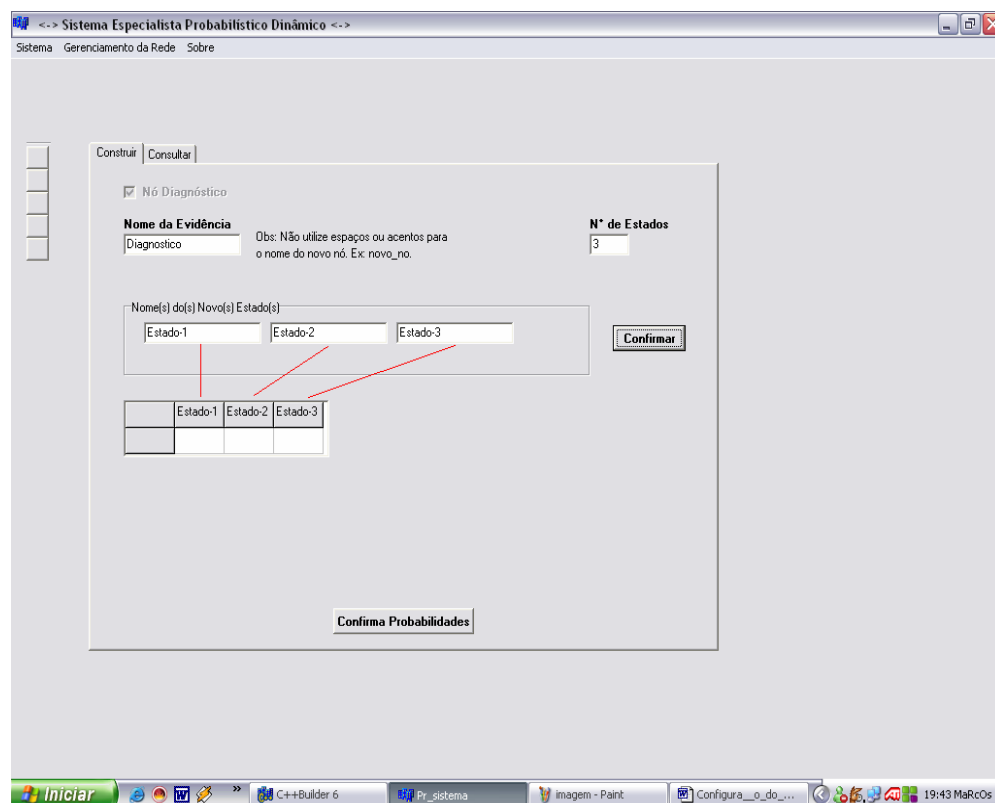 <-> Sistema Especialista Probabilístico Dinâmico <->
Sistema Gerenciamento da Rede Sobre
Construir Consultar
Nó Diagnóstico
Nome da Evidência
Diagnostico
Obs: Não utilize espaços ou acentos para
o nome do novo nó. Ex: novo_no.
N° de Estados
3
Nome(s) do(s) Novo(s) Estado(s)
Estado-1 Estado-2 Estado-3
Confirmar
Estado-1 Estado-2 Estado-3
Confirma Probabilidades
Iniciar » C++Builder 6 Pr_sistema imagem - Paint Configura__o_do_... 19:43 MaRcOs